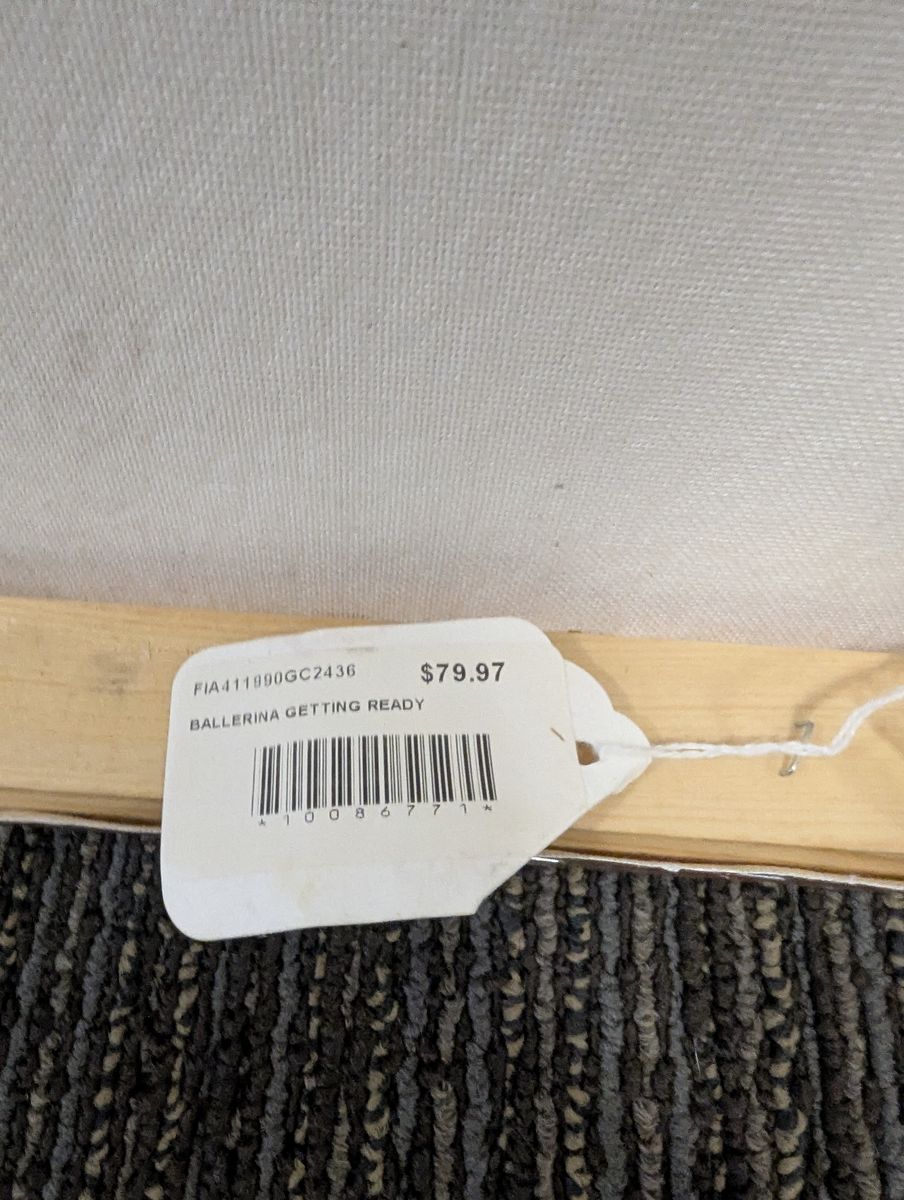 FIA411990GC2436
$79.97
BALLERINA GETTING READY
*10086771*